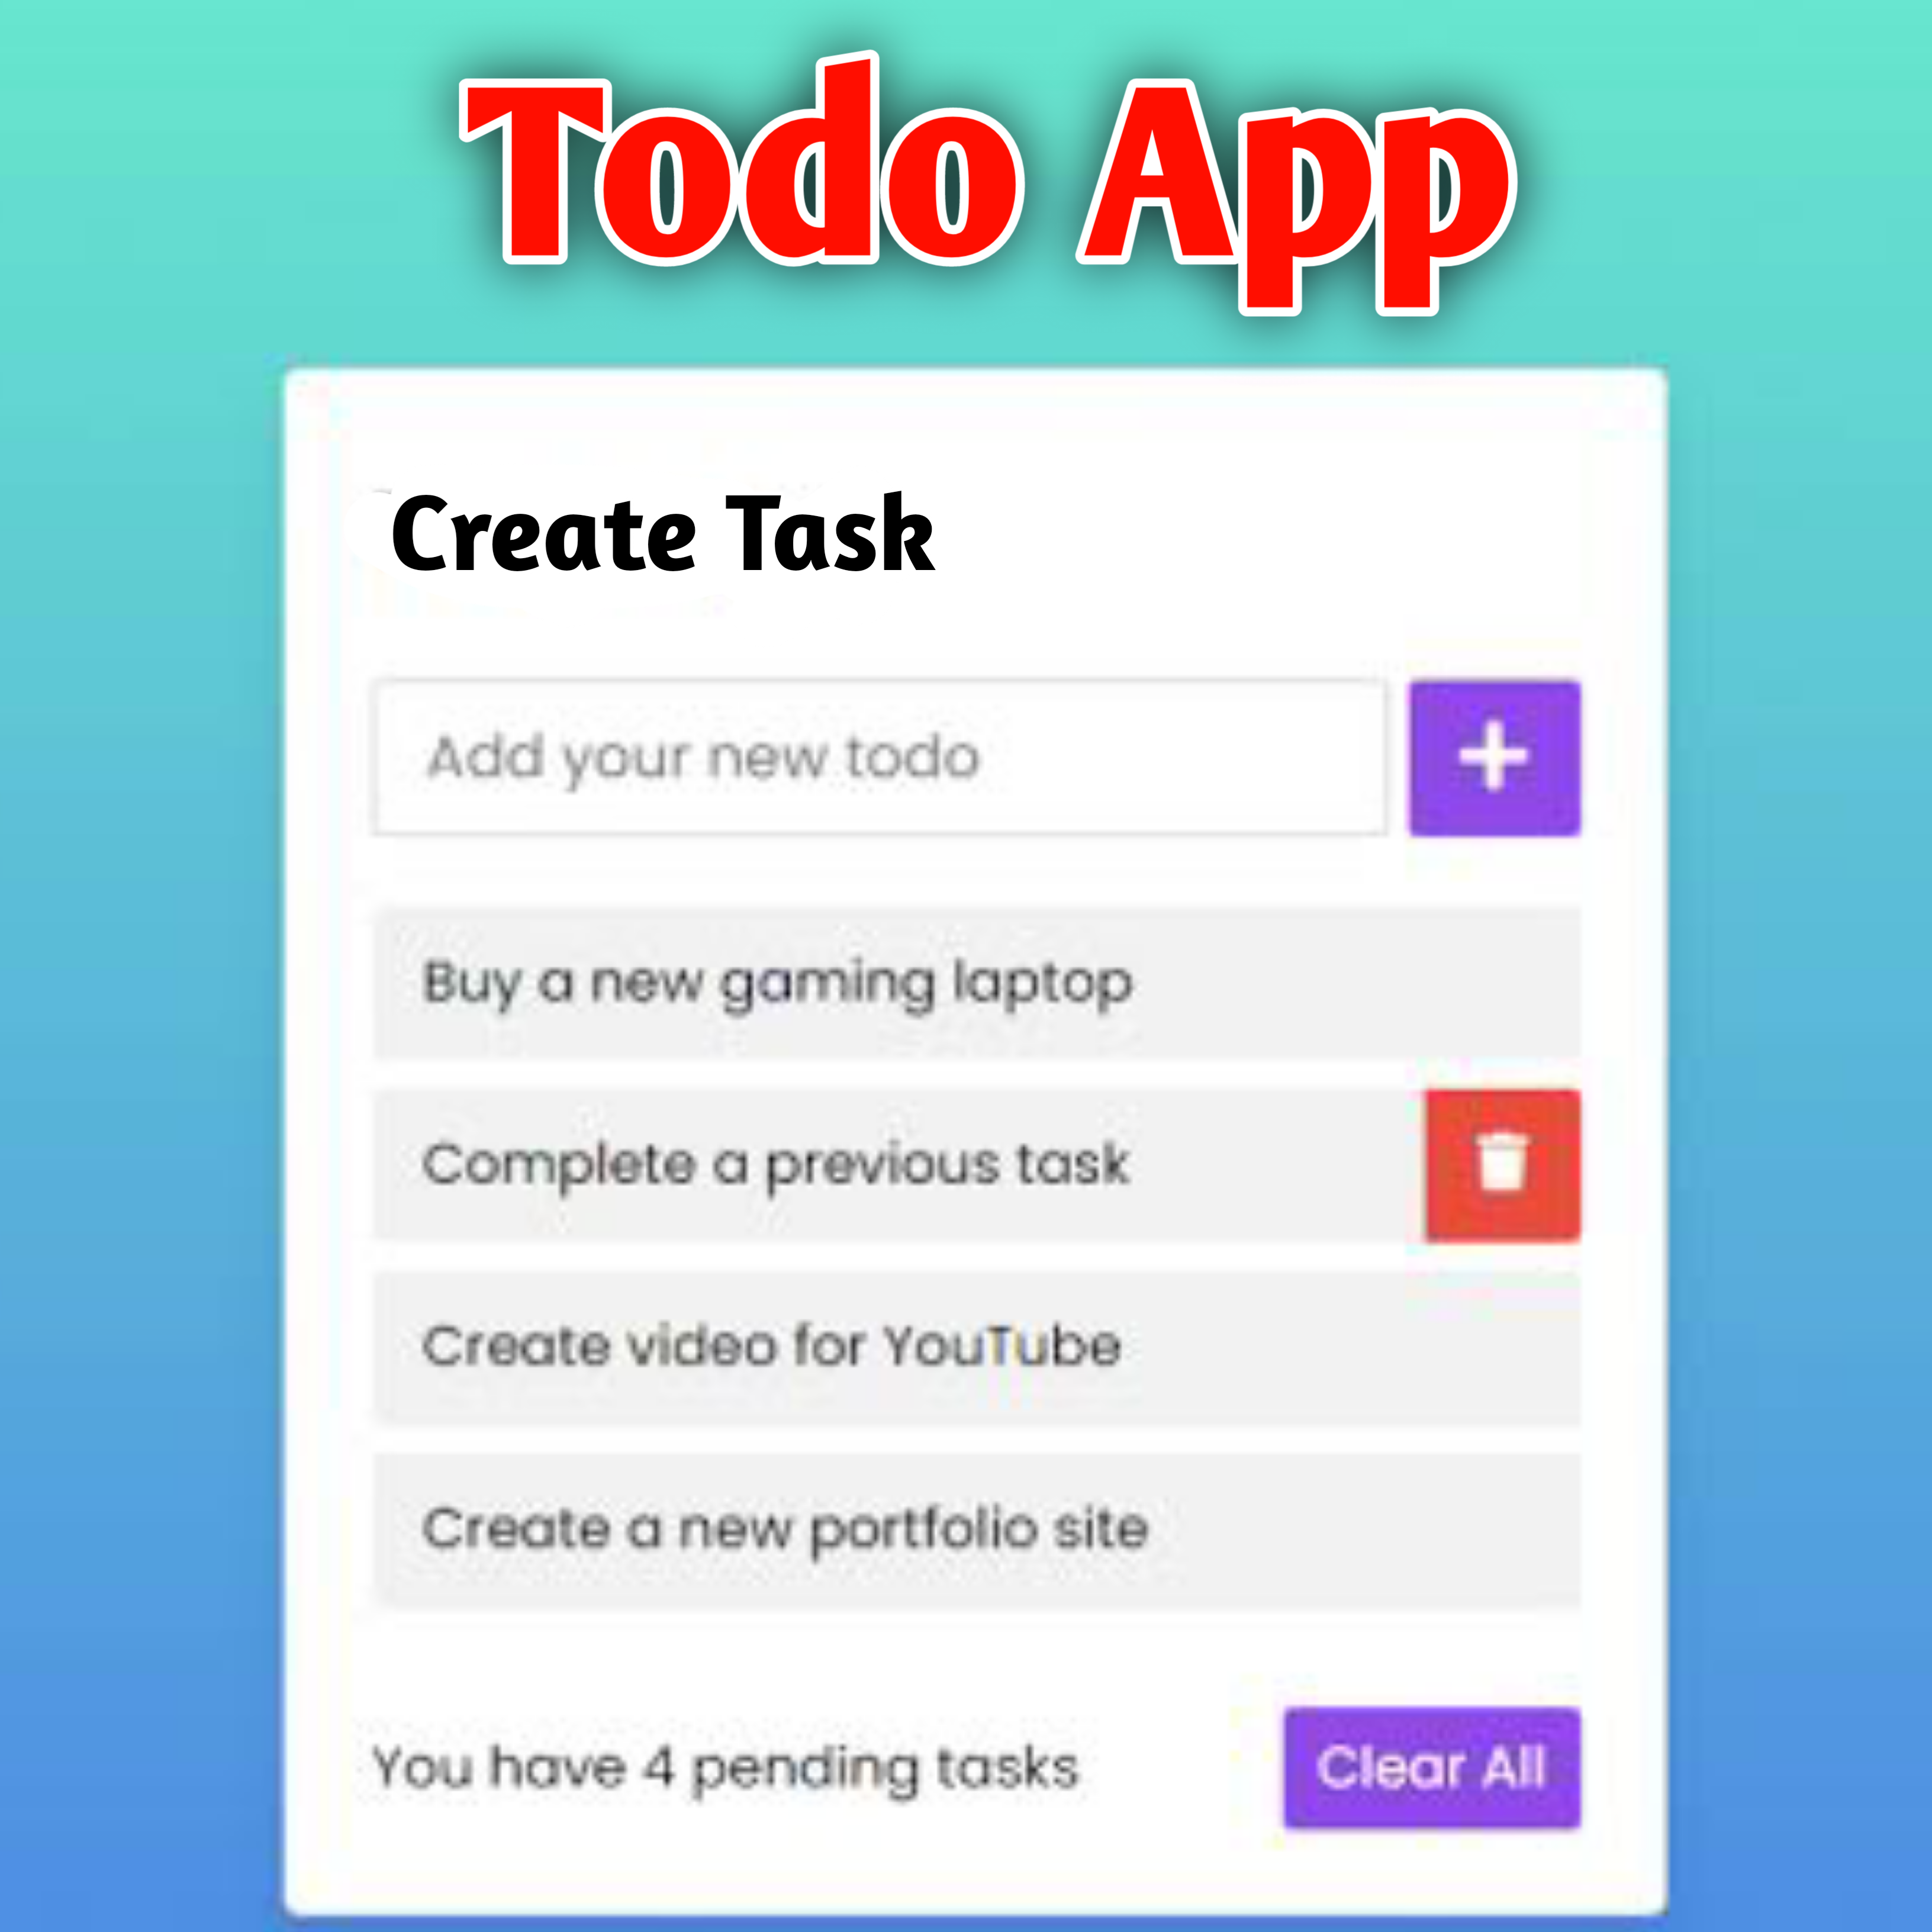 Todo App
Create Task
Add your new todo
Buy a new gaming laptop
Complete a previous task
Create video for YouTube
Create a new portfolio site
You have 4 pending tasks
Clear All